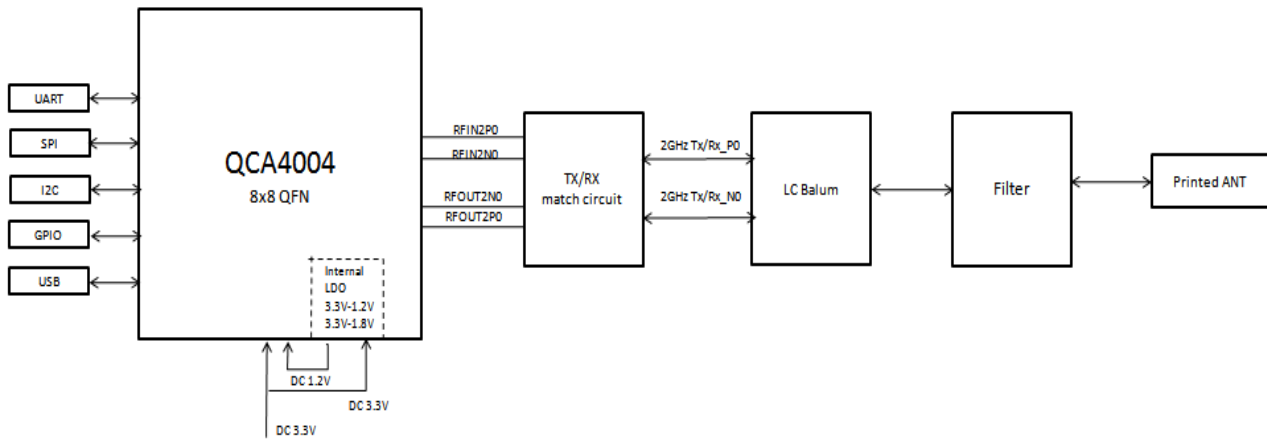 UART
SPI
I2C
GPIO
USB
QCA4004
8x8 QFN
Internal
LDO
3.3V-1.2V
3.3V-1.8V
DC 1.2V
DC 3.3V
DC 3.3V
RFIN2P0
RFIN2N0
RFOUT2N0
RFOUT2P0
TX/RX
match circuit
2GHz Tx/Rx_P0
2GHz Tx/Rx_N0
LC Balum
Filter
Printed ANT